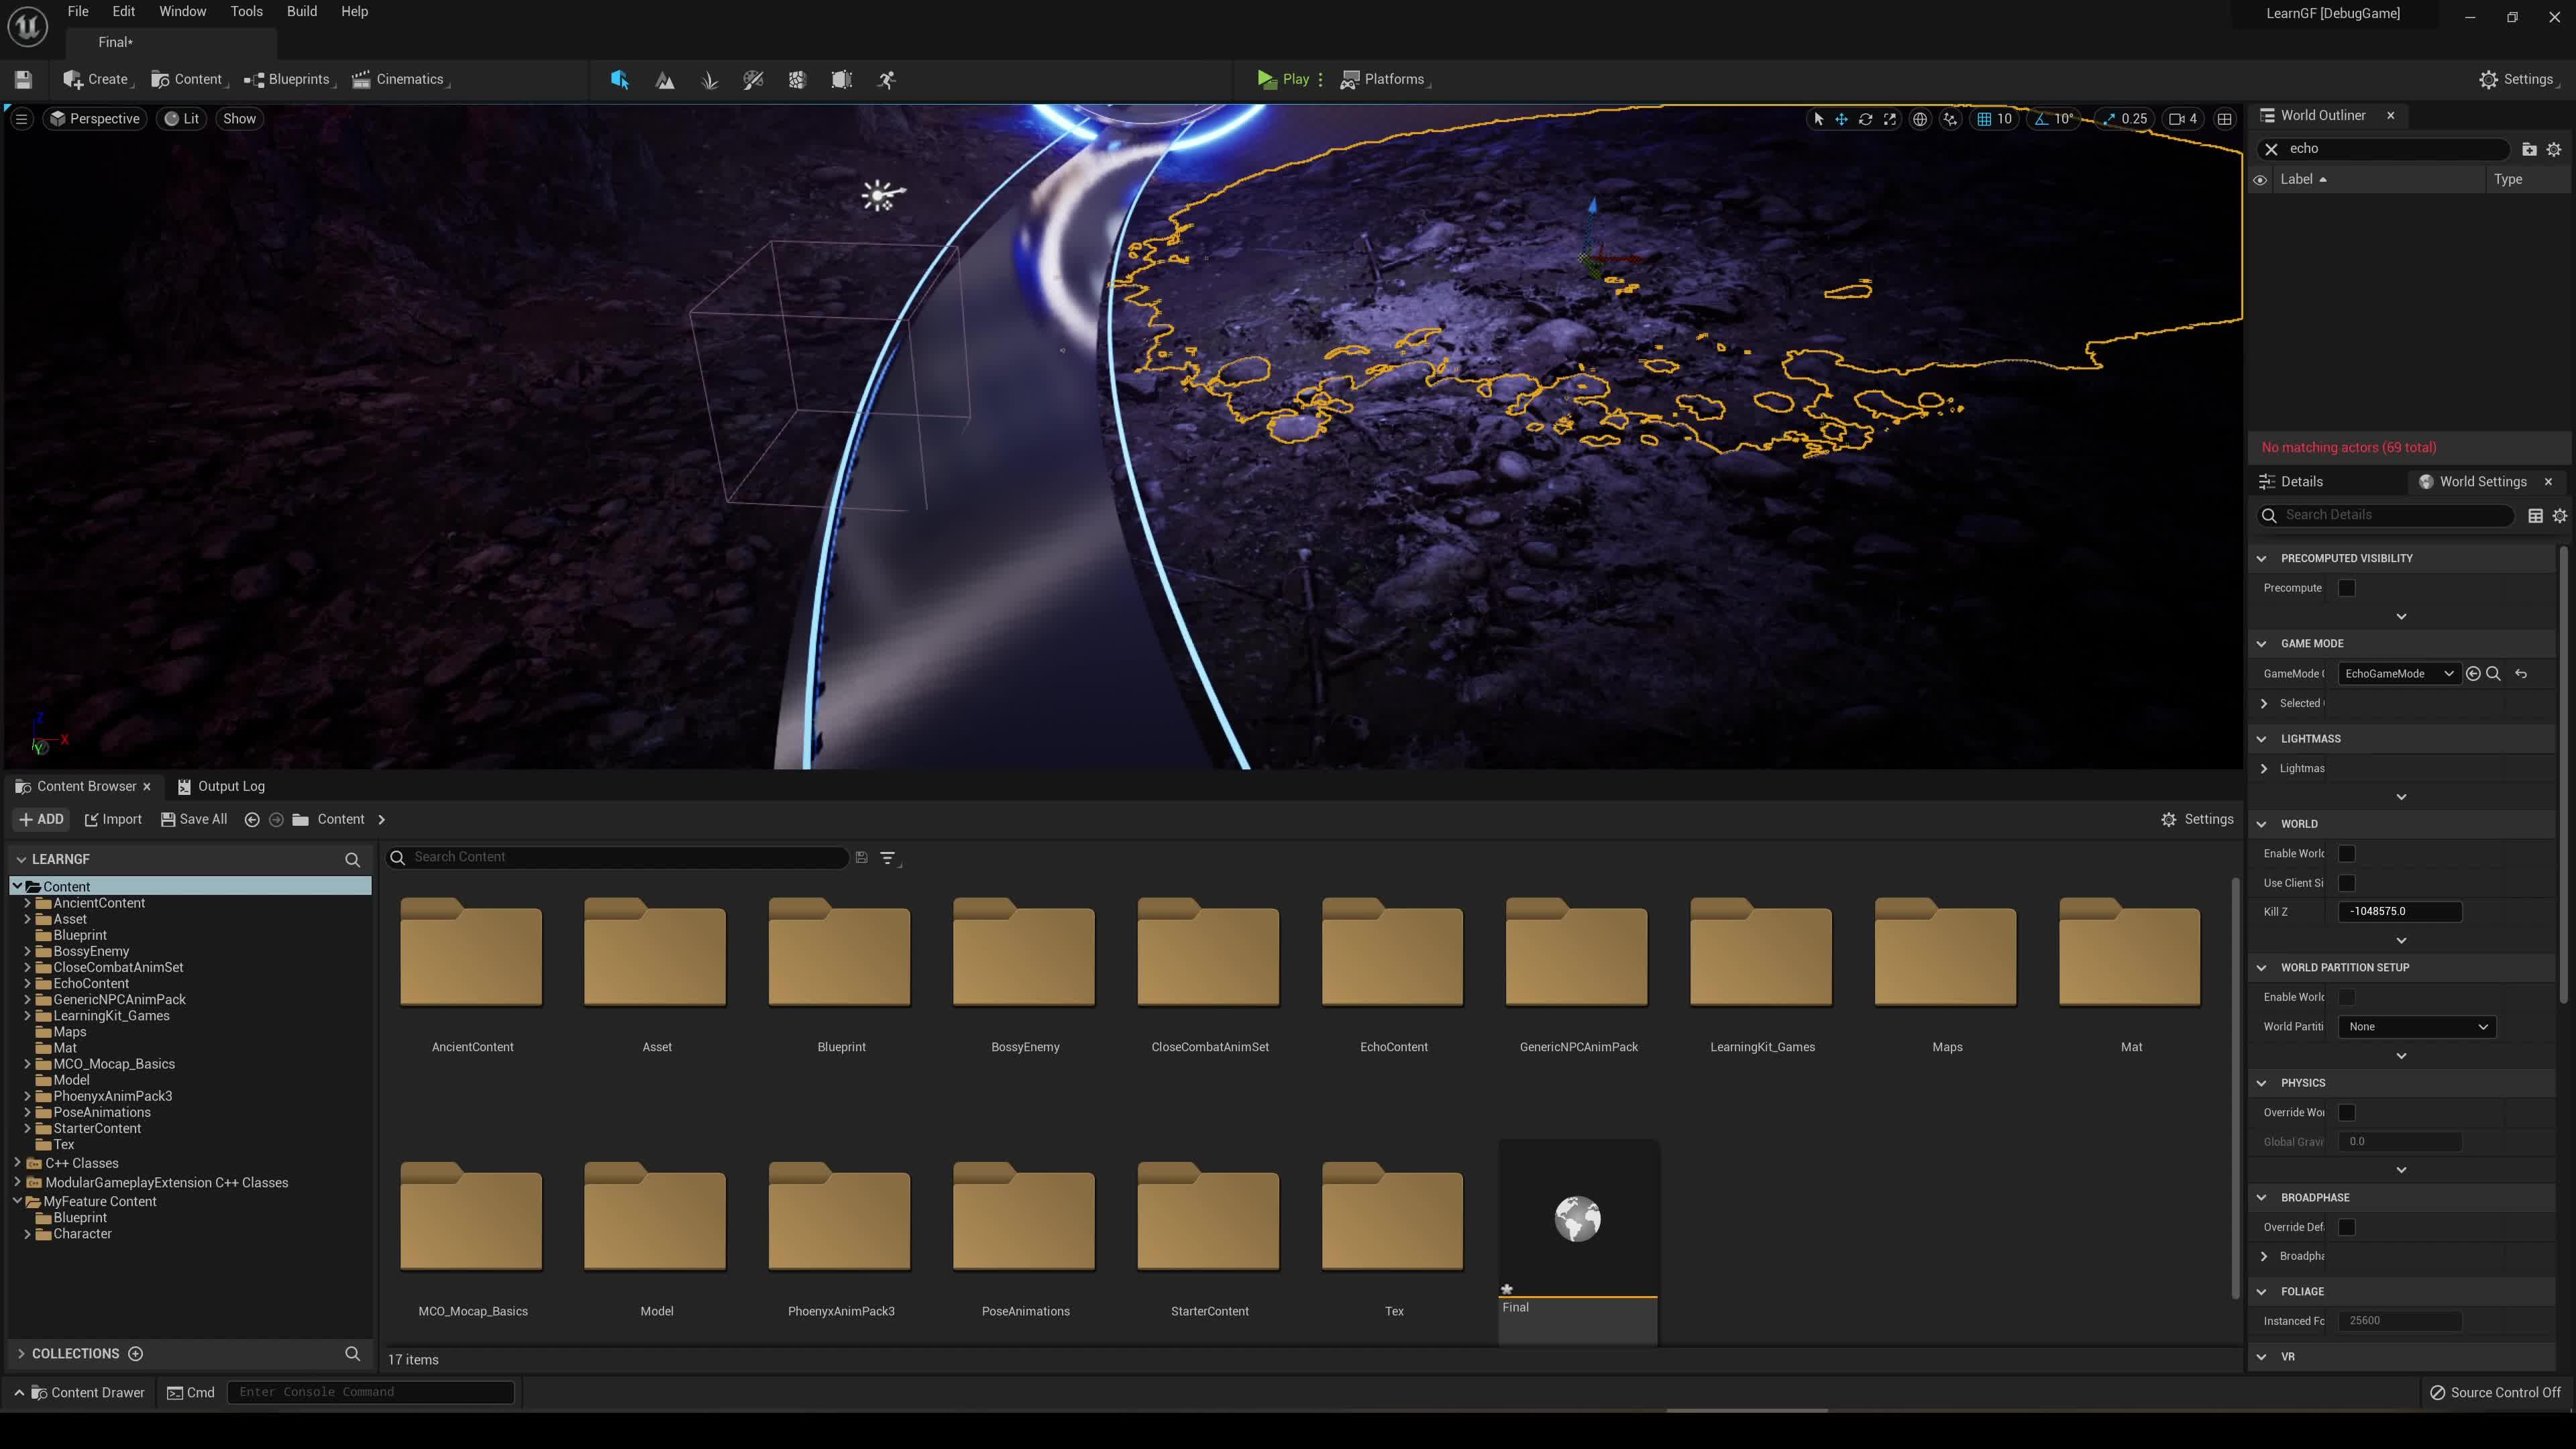 File Edit Window Tools Build Help
LearnGF [DebugGame]
Final*
Create Content Blueprints Cinematics
Play Platforms
Settings
Perspective Lit Show
10 10° 0.25 4
World Outliner
echo
Label Type
No matching actors (69 total)
Details World Settings
Search Details
PRECOMPUTED VISIBILITY
Precompute
GAME MODE
GameMode EchoGameMode
Selected
LIGHTMASS
Lightmas
WORLD
Enable World
Use Client Si
Kill Z -1048575.0
WORLD PARTITION SETUP
Enable World
World Partiti None
PHYSICS
Override Wor
Global Gravi 0.0
BROADPHASE
Override Def
Broadpha
FOLIAGE
Instanced Fo 25600
VR
Content Browser Output Log
ADD Import Save All Content Settings
LEARNGF
Content
AncientContent
Asset
Blueprint
BossyEnemy
CloseCombatAnimSet
EchoContent
GenericNPCAnimPack
LearningKit_Games
Maps
Mat
MCO_Mocap_Basics
Model
PhoenyxAnimPack3
PoseAnimations
StarterContent
Tex
C++ Classes
ModularGameplayExtension C++ Classes
MyFeature Content
Blueprint
Character
COLLECTIONS
Search Content
AncientContent Asset Blueprint BossyEnemy CloseCombatAnimSet EchoContent GenericNPCAnimPack LearningKit_Games Maps Mat
MCO_Mocap_Basics Model PhoenyxAnimPack3 PoseAnimations StarterContent Tex Final
17 items
Content Drawer Cmd Enter Console Command
Source Control Off
Z
X
Y